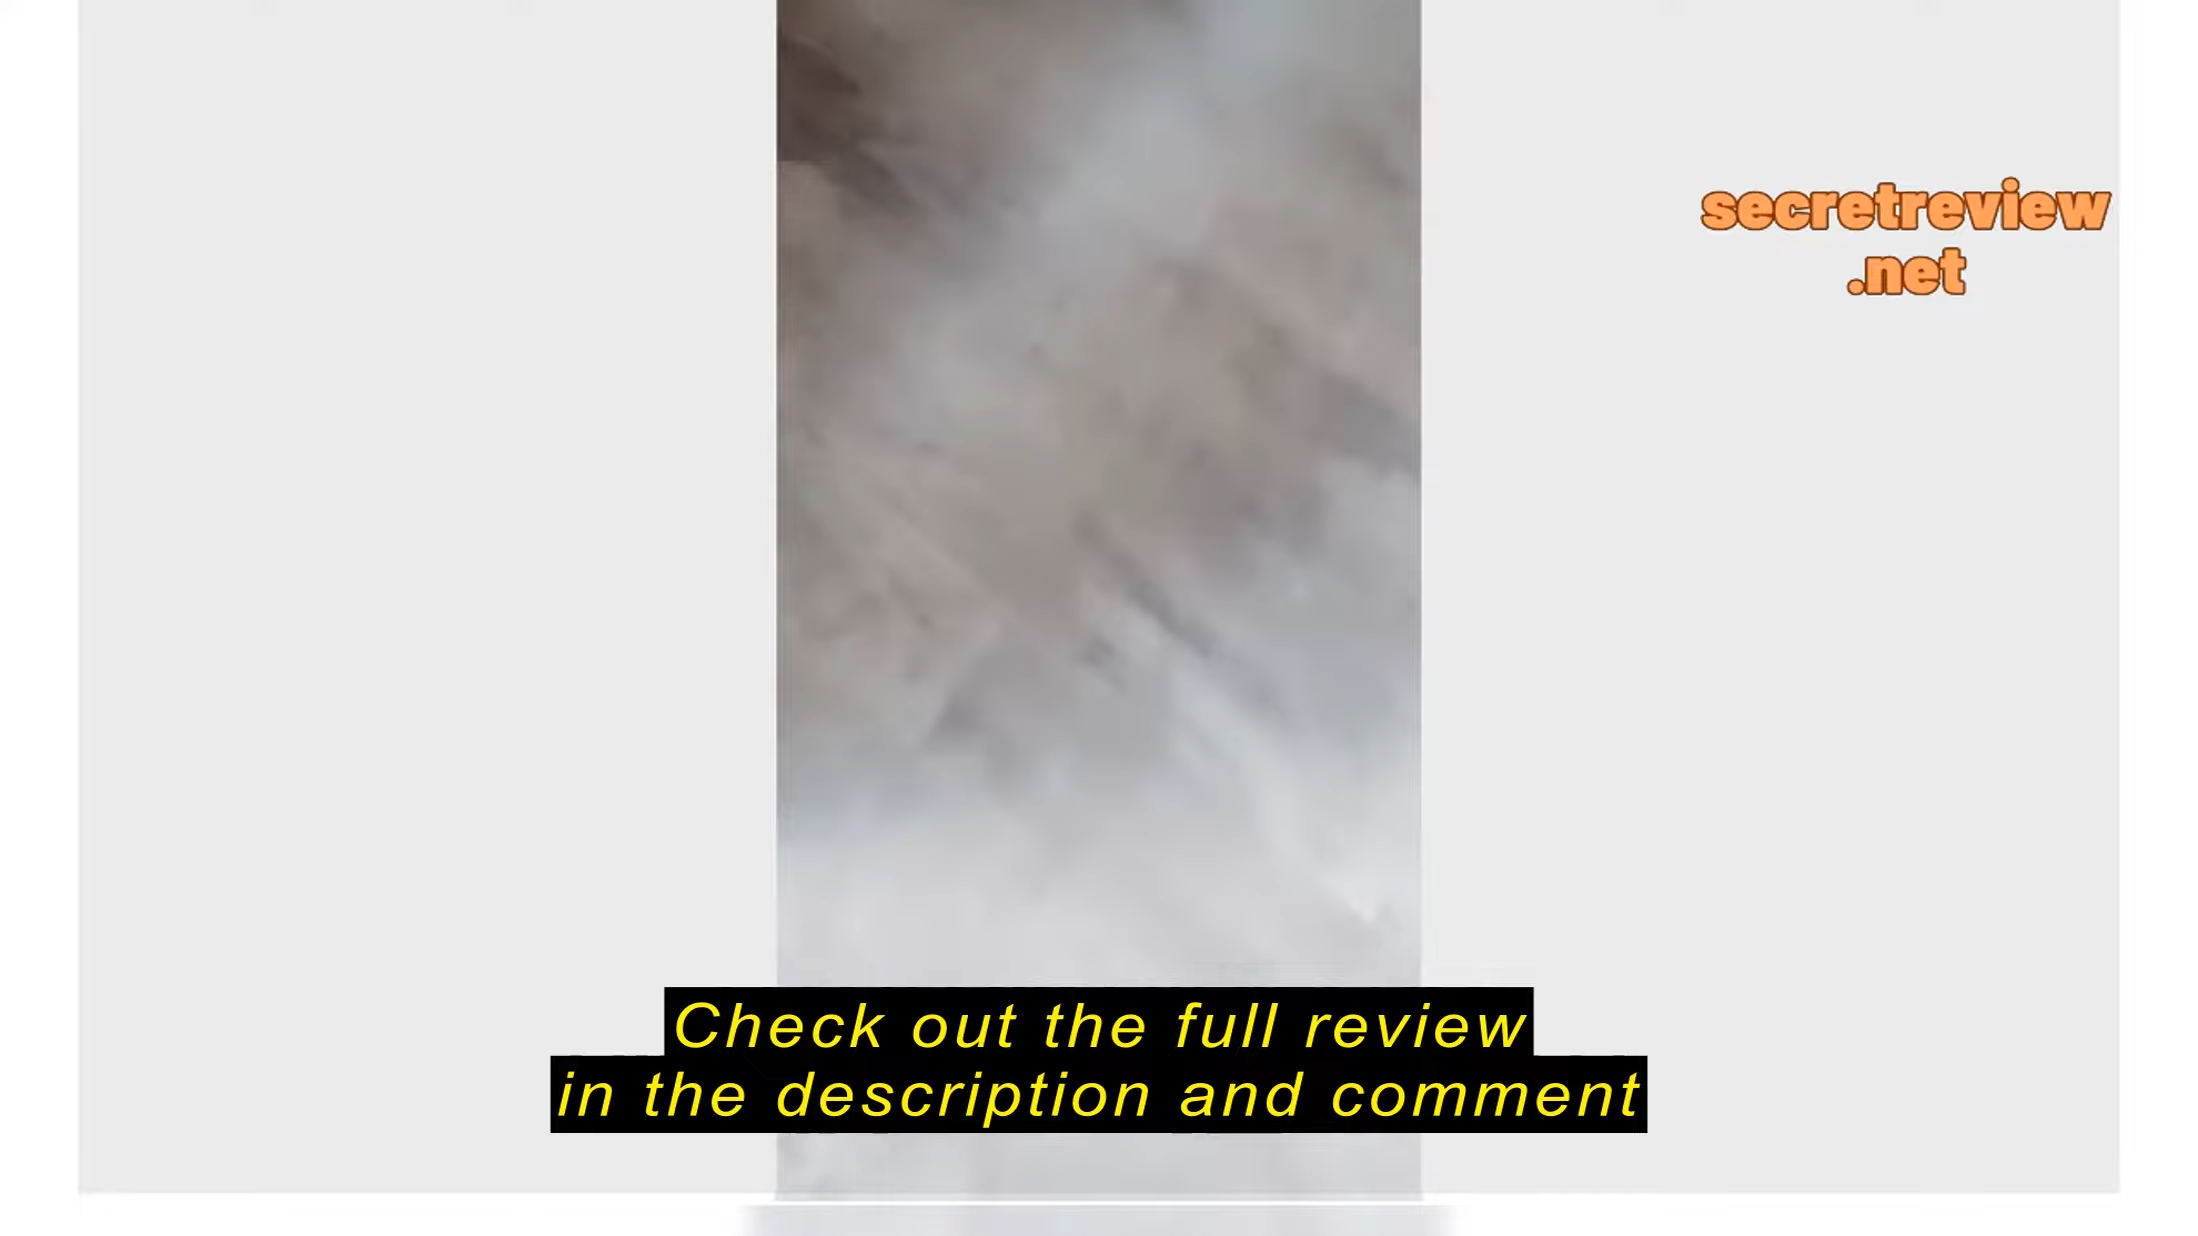 secretreview
.net
Check out the full review
in the description and comment